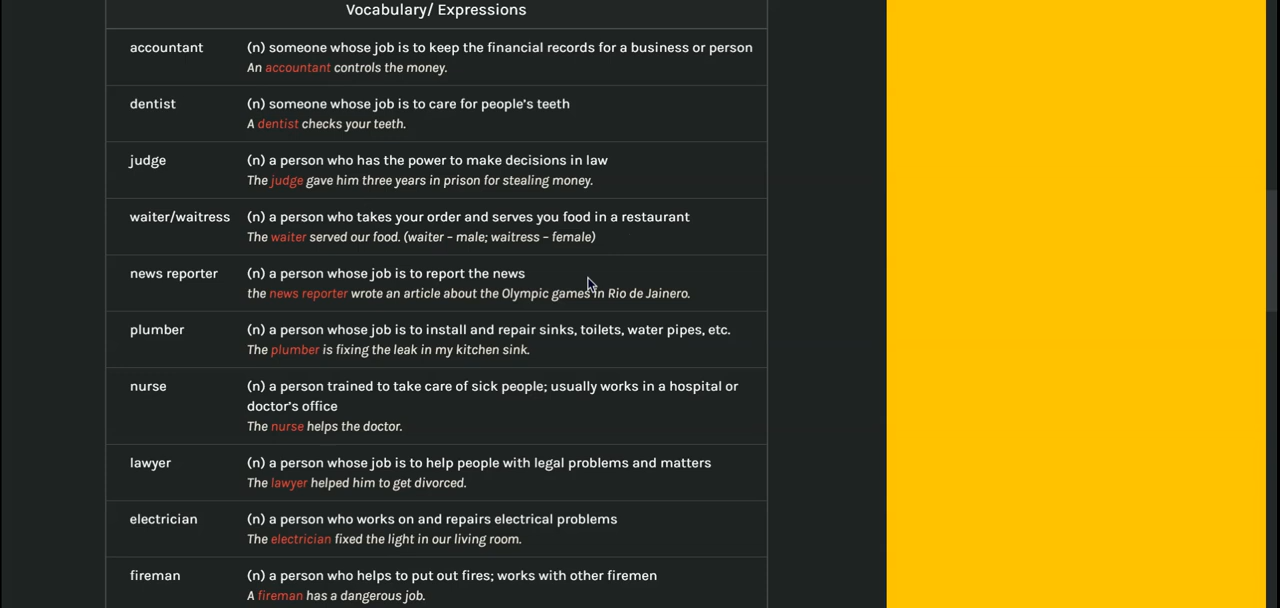 Vocabulary/ Expressions
accountant (n) someone whose job is to keep the financial records for a business or person
An accountant controls the money.
dentist (n) someone whose job is to care for people's teeth
A dentist checks your teeth.
judge (n) a person who has the power to make decisions in law
The judge gave him three years in prison for stealing money.
waiter/waitress (n) a person who takes your order and serves you food in a restaurant
The waiter served our food. (waiter – male; waitress – female)
news reporter (n) a person whose job is to report the news
the news reporter wrote an article about the Olympic games in Rio de Jainero.
plumber (n) a person whose job is to install and repair sinks, toilets, water pipes, etc.
The plumber is fixing the leak in my kitchen sink.
nurse (n) a person trained to take care of sick people; usually works in a hospital or
doctor's office
The nurse helps the doctor.
lawyer (n) a person whose job is to help people with legal problems and matters
The lawyer helped him to get divorced.
electrician (n) a person who works on and repairs electrical problems
The electrician fixed the light in our living room.
fireman (n) a person who helps to put out fires; works with other firemen
A fireman has a dangerous job.